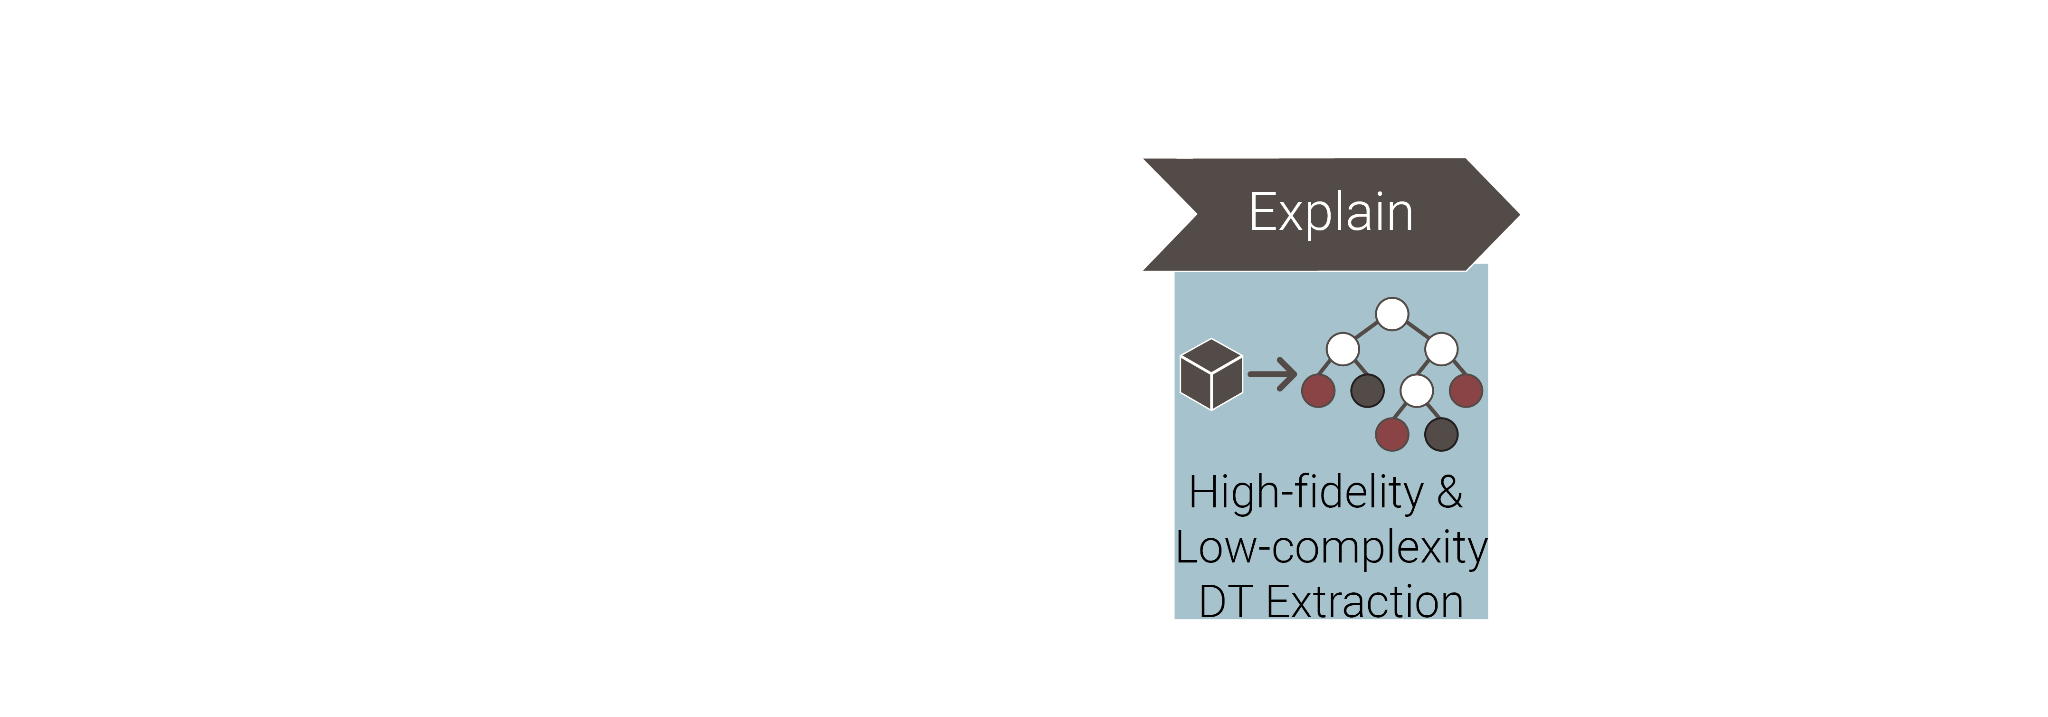 Explain
High-fidelity &
Low-complexity
DT Extraction